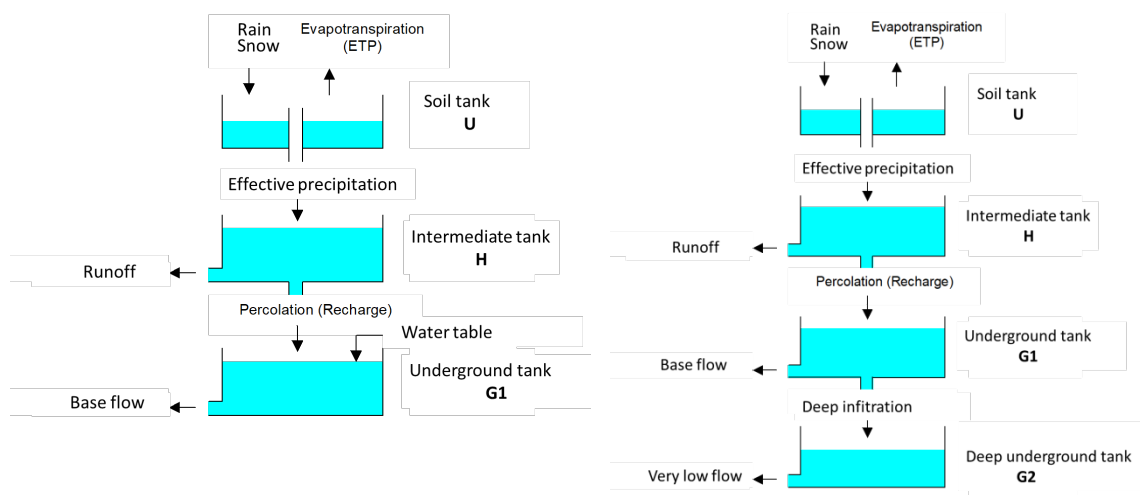 Rain
Snow
Evapotranspiration
(ETP)
Soil tank
U
Effective precipitation
Intermediate tank
H
Runoff
Percolation (Recharge)
Water table
Underground tank
G1
Base flow
Rain
Snow
Evapotranspiration
(ETP)
Soil tank
U
Effective precipitation
Intermediate tank
H
Runoff
Percolation (Recharge)
Underground tank
G1
Base flow
Deep infitration
Deep underground tank
G2
Very low flow